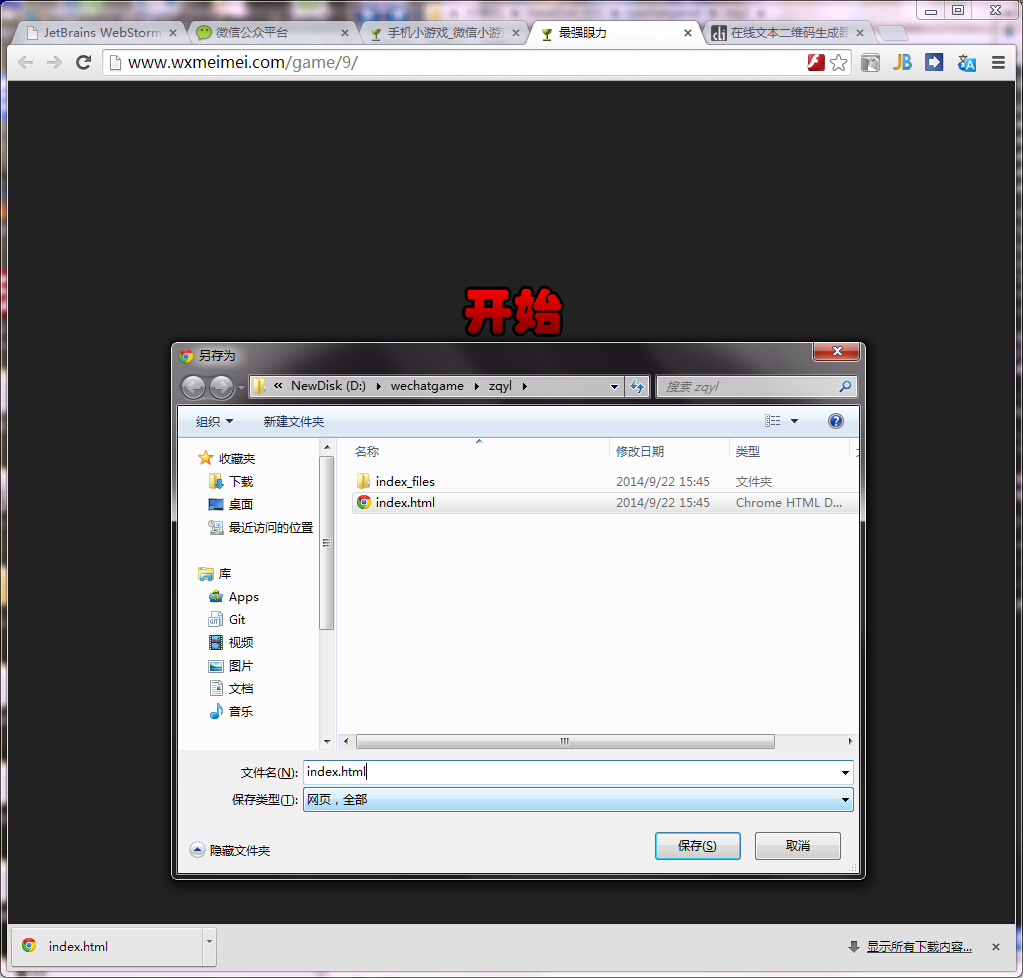 JetBrains WebStorm
微信公众平台
手机小游戏_微信小游
最强眼力
在线文本二维码生成器
www.wxmeimei.com/game/9/
JB
开始
另存为
« NewDisk (D:) wechatgame zqyl
搜索 zqyl
组织 新建文件夹
名称 修改日期 类型
收藏夹
下载
桌面
最近访问的位置
库
Apps
Git
视频
图片
文档
音乐
index_files 2014/9/22 15:45 文件夹
index.html 2014/9/22 15:45 Chrome HTML D...
文件名(N): index.html
保存类型(T): 网页，全部
隐藏文件夹
保存(S) 取消
index.html
显示所有下载内容...